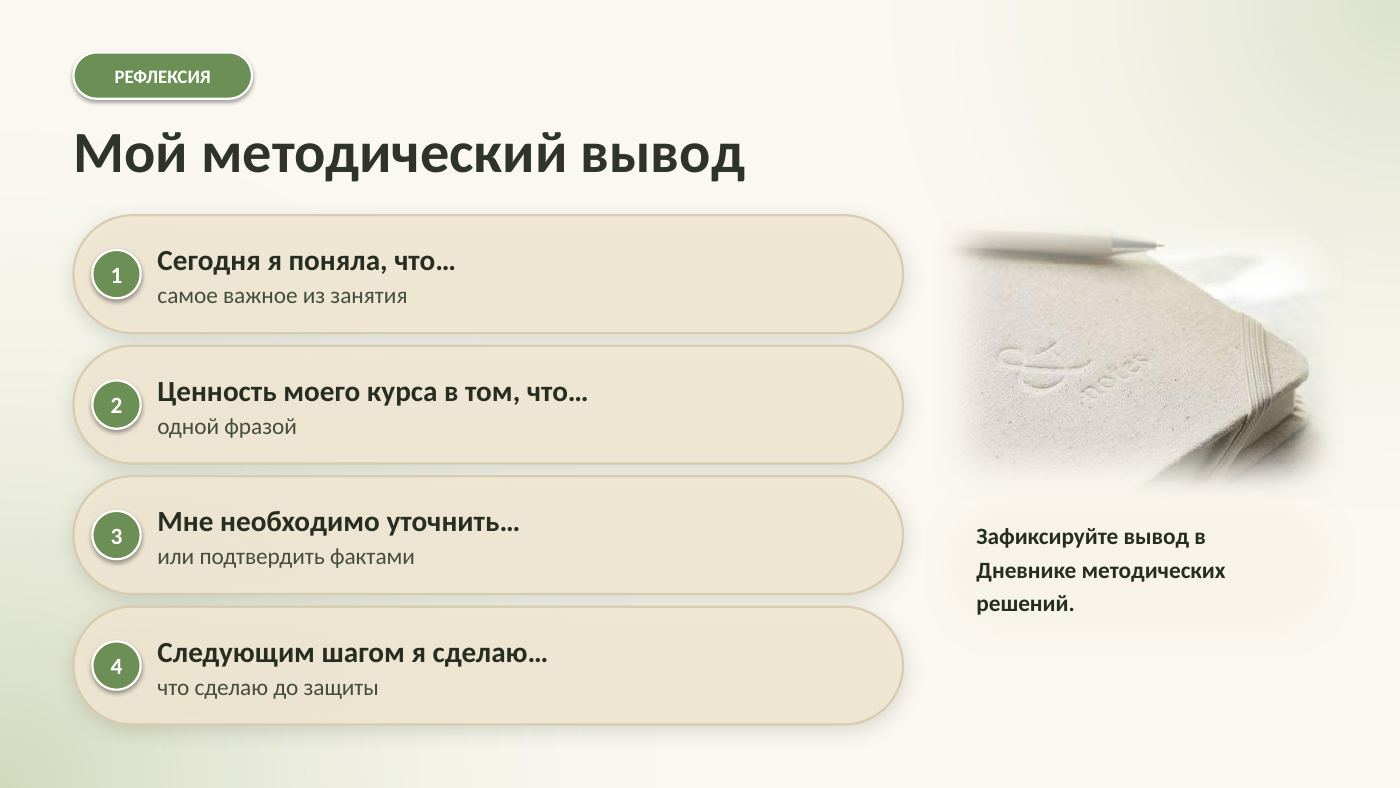 РЕФЛЕКСИЯ
Мой методический вывод
1
Сегодня я поняла, что…
самое важное из занятия
2
Ценность моего курса в том, что…
одной фразой
3
Мне необходимо уточнить…
или подтвердить фактами
4
Следующим шагом я сделаю…
что сделаю до защиты
notes
Зафиксируйте вывод в
Дневнике методических
решений.